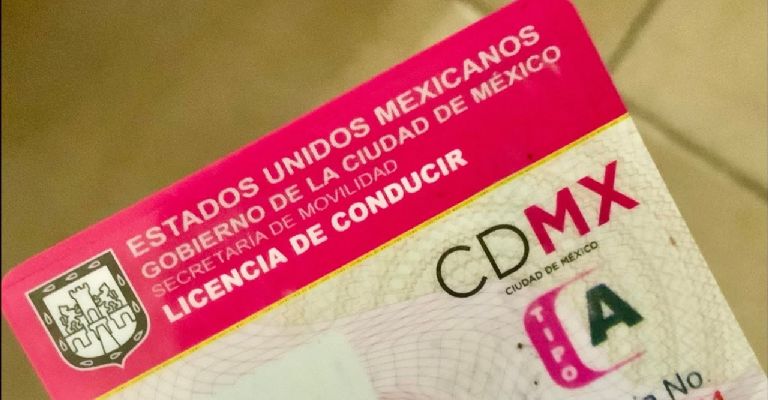 ESTADOS UNIDOS MEXICANOS
GOBIERNO DE LA CIUDAD DE MÉXICO
SECRETARÍA DE MOVILIDAD
LICENCIA DE CONDUCIR
CDMX
CIUDAD DE MÉXICO
TIPO
A
No